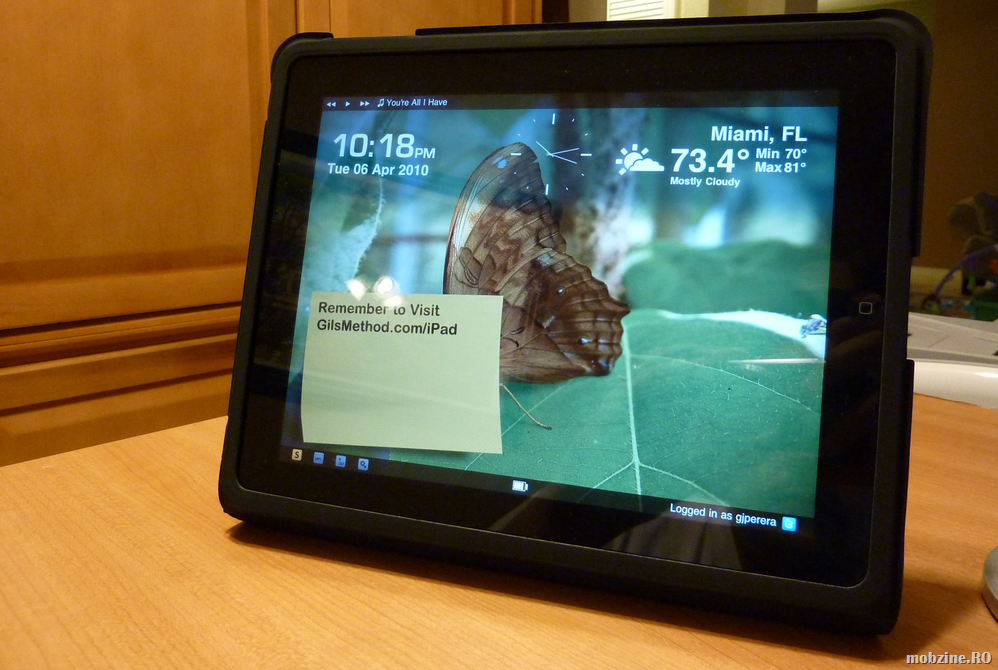 You're All I Have
10:18PM
Tue 06 Apr 2010
Miami, FL
73.4°
Min 70°
Max 81°
Mostly Cloudy
Remember to Visit
GilsMethod.com/iPad
S
Logged in as gjperera
mobzine.RO